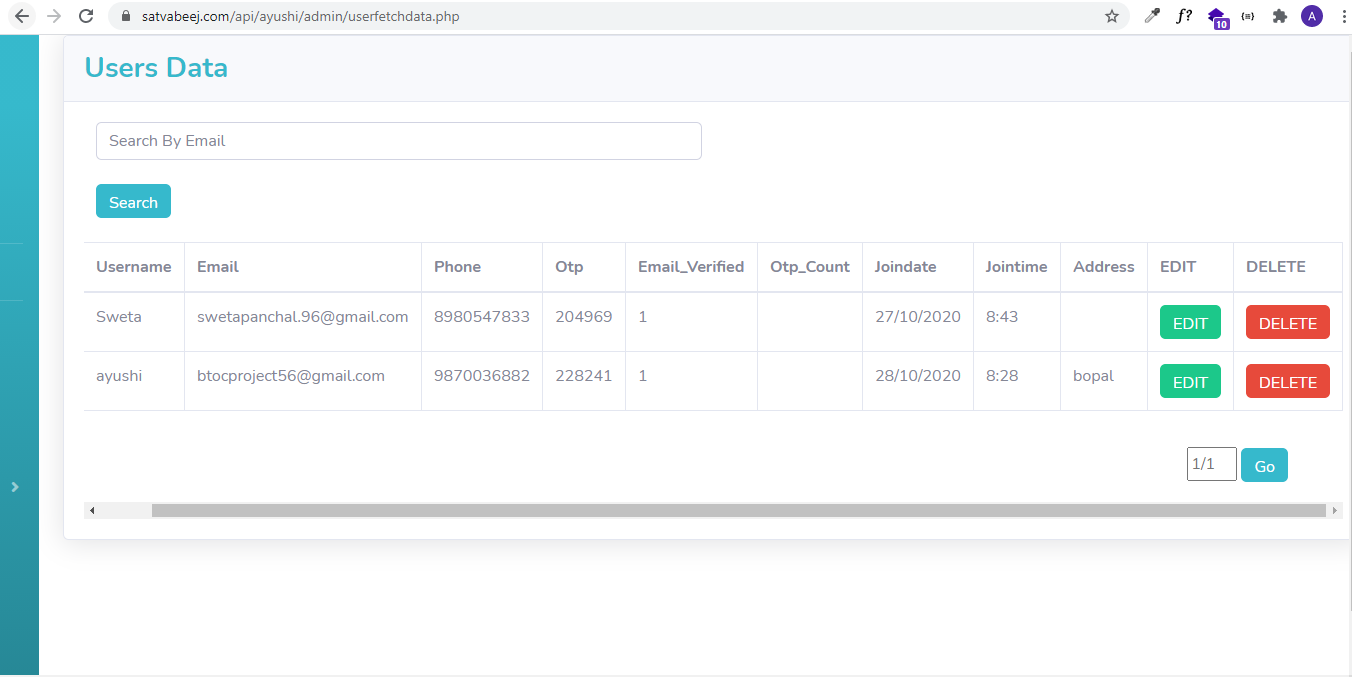 satvabeej.com/api/ayushi/admin/userfetchdata.php
f?
10
A
Users Data
Search By Email
Search
Username Email Phone Otp Email_Verified Otp_Count Joindate Jointime Address EDIT DELETE
Sweta swetapanchal.96@gmail.com 8980547833 204969 1 27/10/2020 8:43 EDIT DELETE
ayushi btocproject56@gmail.com 9870036882 228241 1 28/10/2020 8:28 bopal EDIT DELETE
1/1 Go